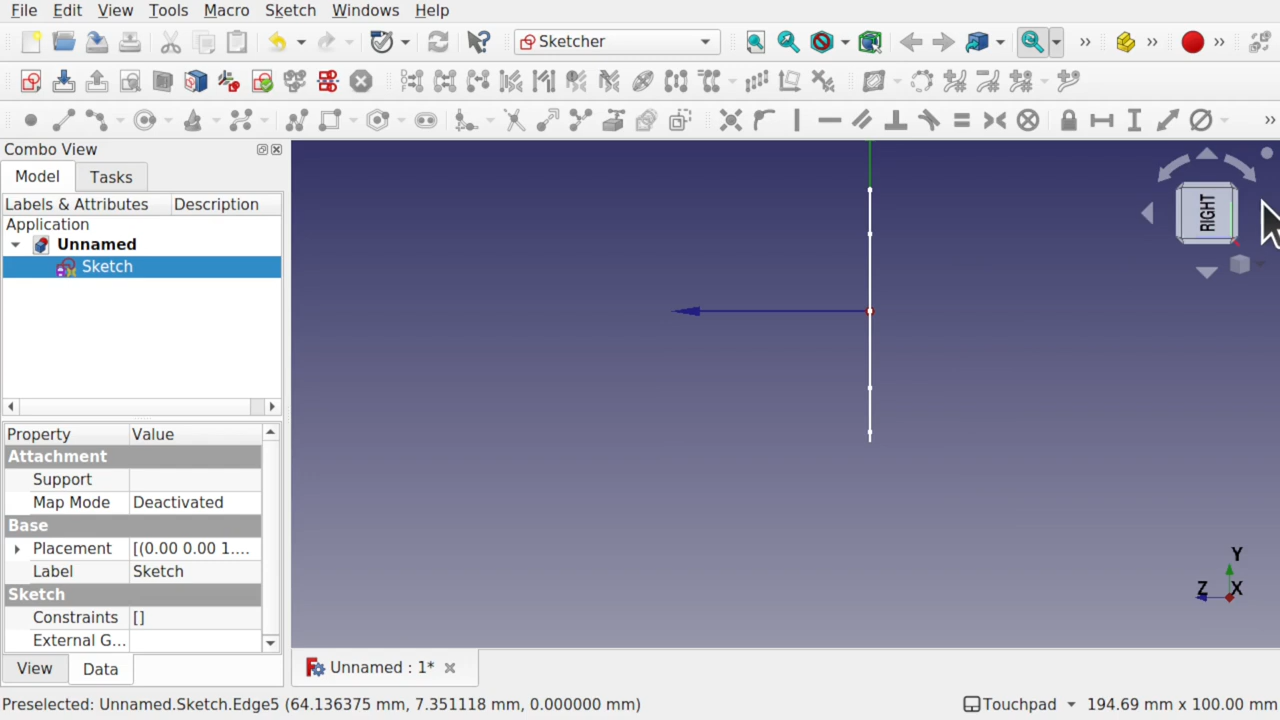 File Edit View Tools Macro Sketch Windows Help
Sketcher
Combo View
Model Tasks
Labels & Attributes Description
Application
Unnamed
Sketch
RIGHT
Property Value
Attachment
Support
Map Mode Deactivated
Base
Placement [(0.00 0.00 1....
Label Sketch
Sketch
Constraints []
External G...
Y
Z X
View Data
Unnamed : 1*
Preselected: Unnamed.Sketch.Edge5 (64.136375 mm, 7.351118 mm, 0.000000 mm) Touchpad 194.69 mm x 100.00 mm